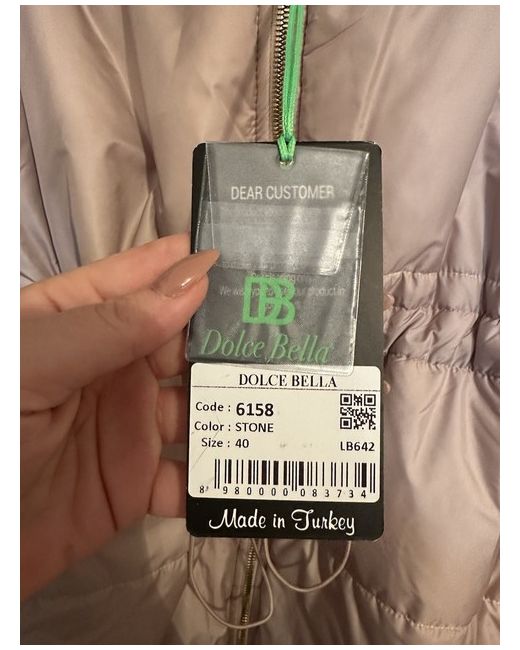 DEAR CUSTOMER
DB
Dolce Bella
DOLCE BELLA
Code : 6158
Color : STONE
Size : 40
LB642
8 980000 083734
Made in Turkey